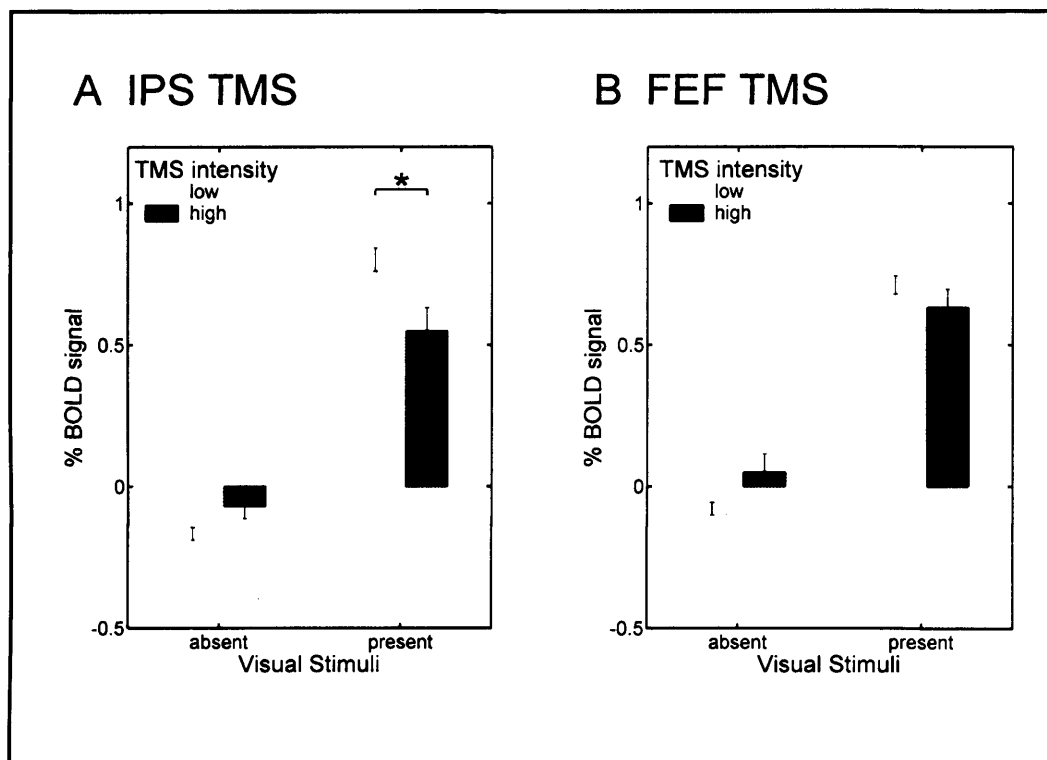 A IPS TMS
TMS intensity
low
high
*
1
0.5
0
-0.5
% BOLD signal
absent
present
Visual Stimuli
B FEF TMS
TMS intensity
low
high
1
0.5
0
-0.5
% BOLD signal
absent
present
Visual Stimuli